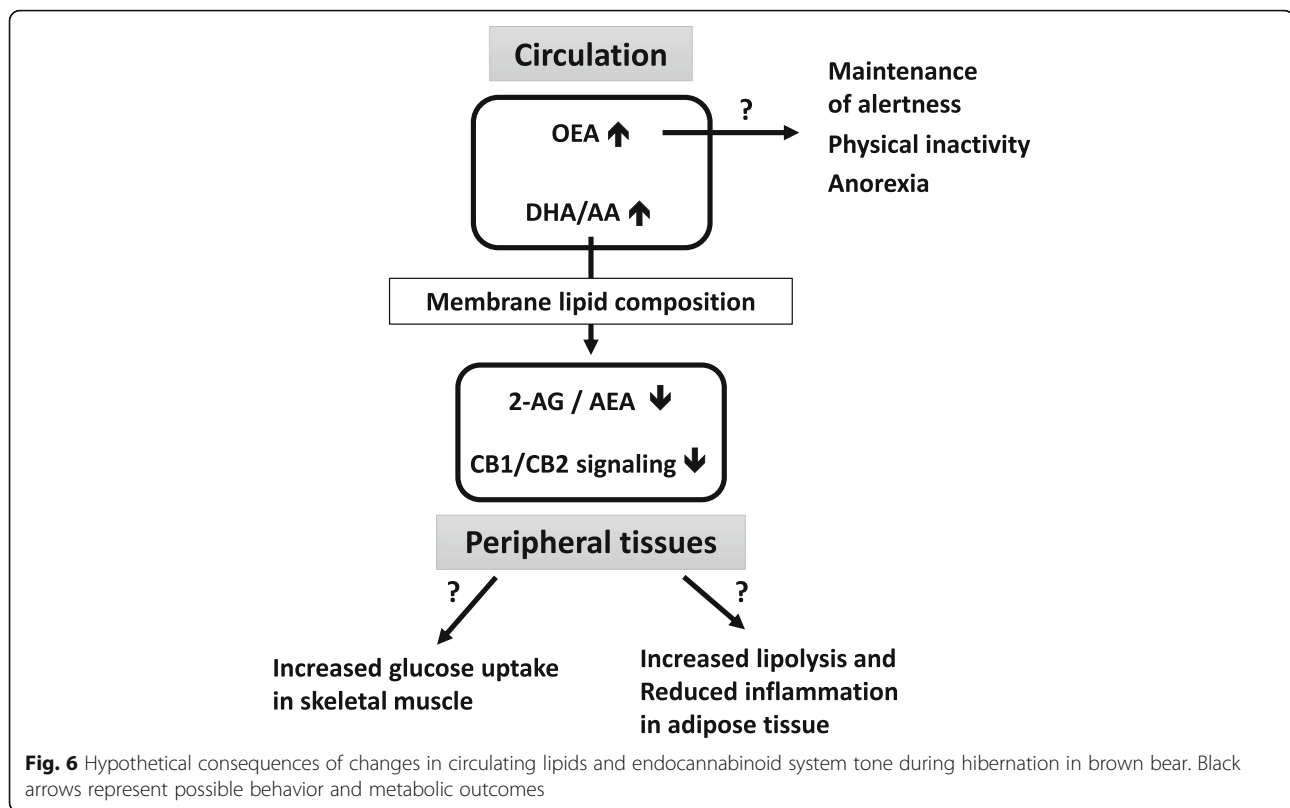 Circulation
OEA ↑
?
Maintenance
of alertness
Physical inactivity
Anorexia
DHA/AA ↑
Membrane lipid composition
2-AG / AEA ↓
CB1/CB2 signaling ↓
Peripheral tissues
?
?
Increased glucose uptake
in skeletal muscle
Increased lipolysis and
Reduced inflammation
in adipose tissue
Fig. 6 Hypothetical consequences of changes in circulating lipids and endocannabinoid system tone during hibernation in brown bear. Black
arrows represent possible behavior and metabolic outcomes